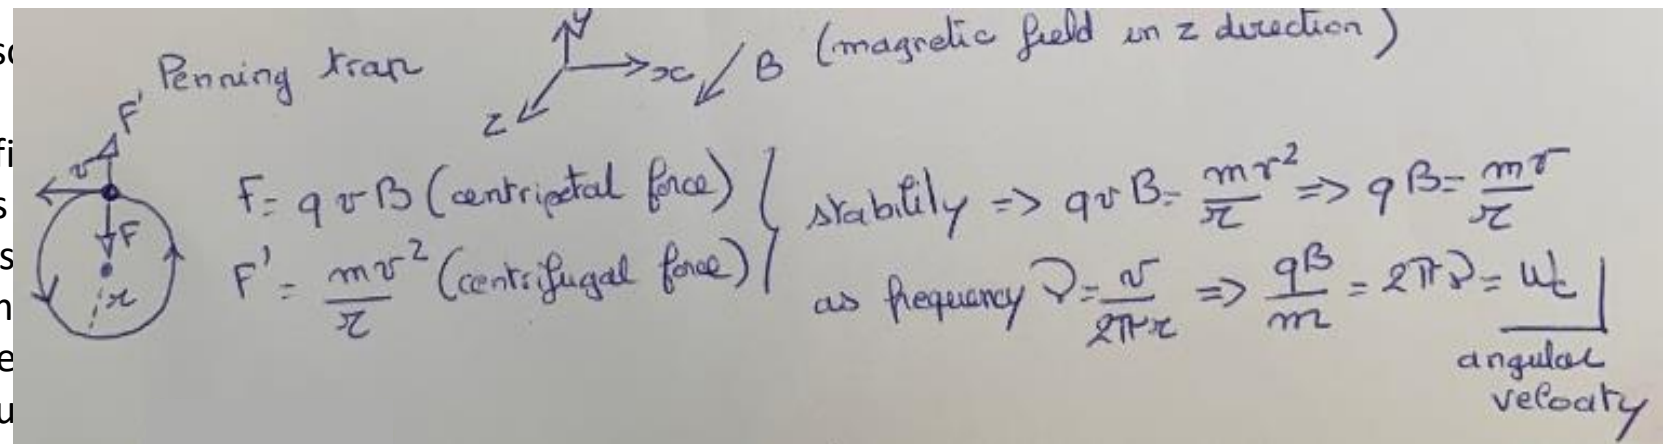 Penning trap
y
x
z
B (magnetic field in z direction)
F'
v
F
r
F = qvB (centripetal force)
F' = mv²/r (centrifugal force)
stability => qvB = mv²/r => qB = mv/r
as frequency ν = v/2πr => qB/m = 2πν = ωc
angular
velocity